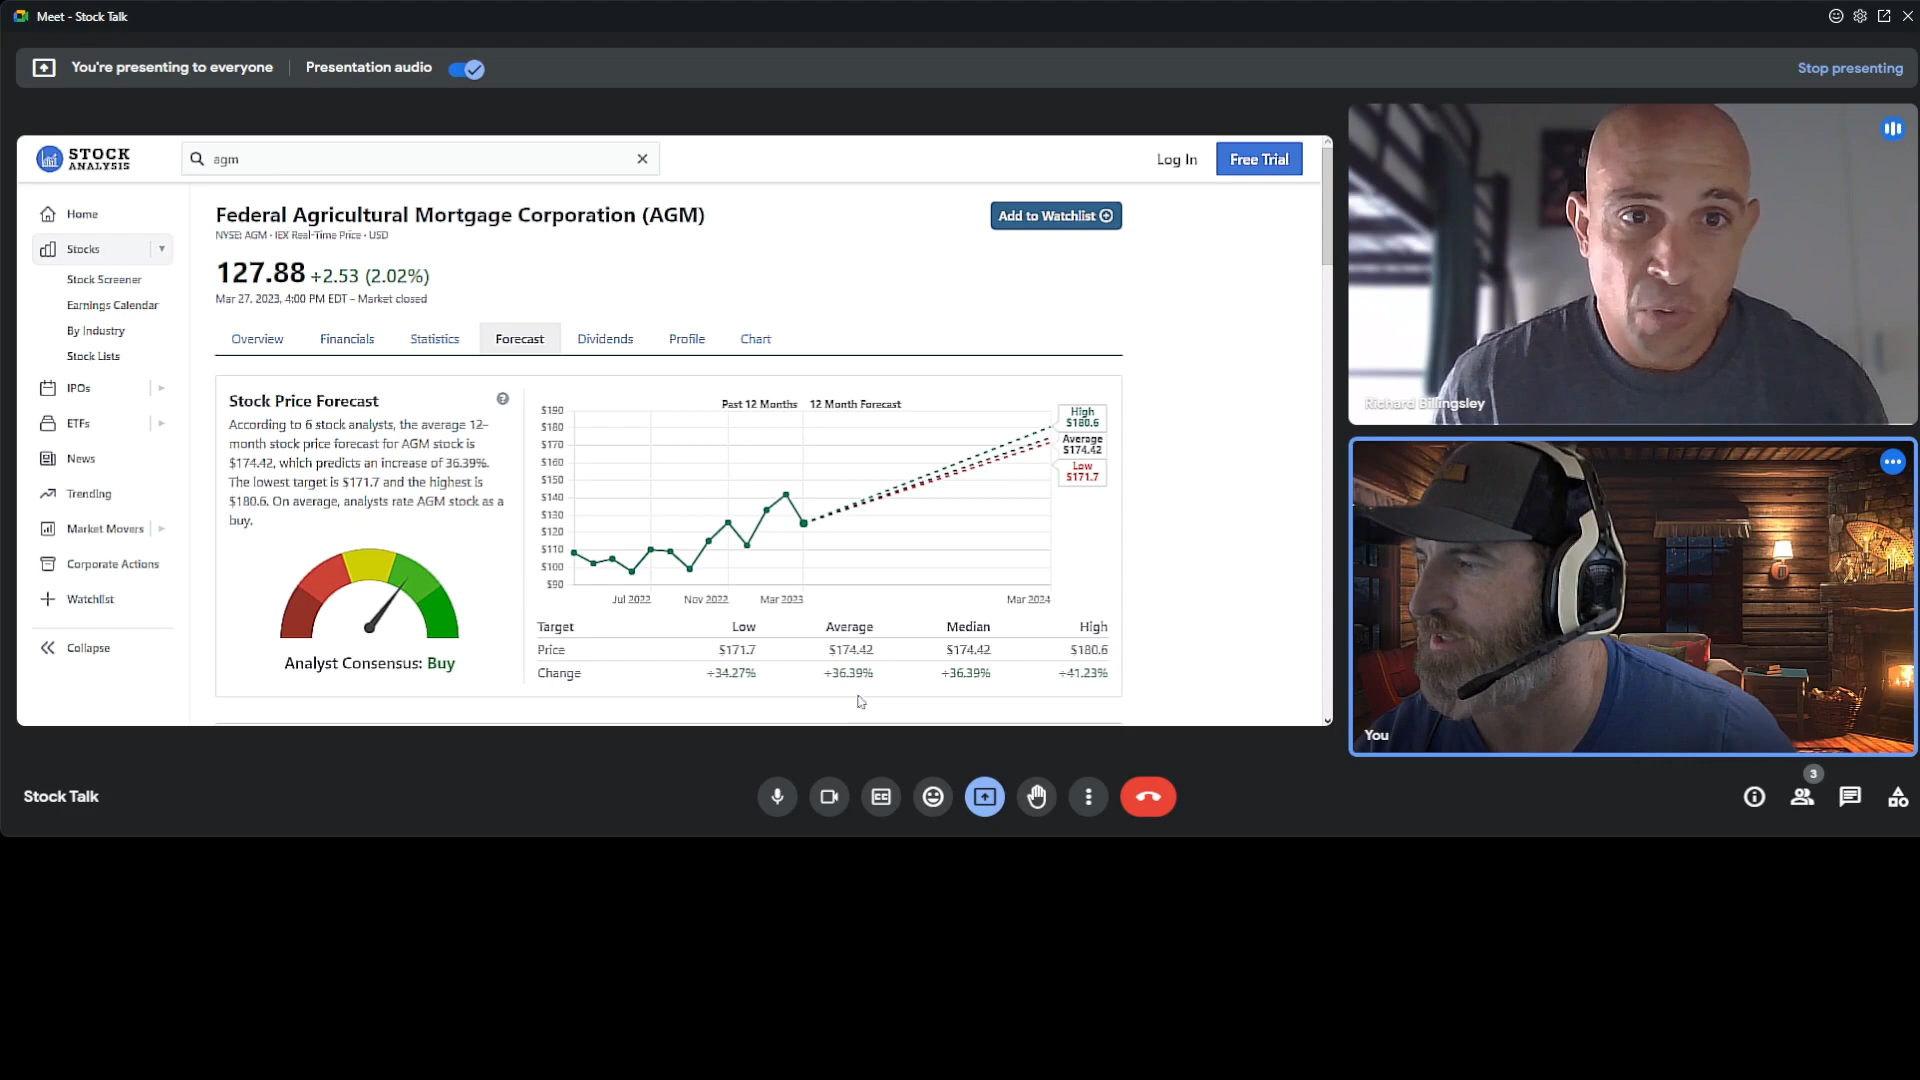 Meet - Stock Talk
You're presenting to everyone
Presentation audio
Stop presenting
STOCK
ANALYSIS
agm
Log In
Free Trial
Home
Stocks
Stock Screener
Earnings Calendar
By Industry
Stock Lists
IPOs
ETFs
News
Trending
Market Movers
Corporate Actions
Watchlist
Collapse
Federal Agricultural Mortgage Corporation (AGM)
NYSE: AGM · IEX Real-Time Price · USD
Add to Watchlist
127.88 +2.53 (2.02%)
Mar 27, 2023, 4:00 PM EDT – Market closed
Overview Financials Statistics Forecast Dividends Profile Chart
Stock Price Forecast
According to 6 stock analysts, the average 12-
month stock price forecast for AGM stock is
$174.42, which predicts an increase of 36.39%.
The lowest target is $171.7 and the highest is
$180.6. On average, analysts rate AGM stock as a
buy.
Analyst Consensus: Buy
Past 12 Months 12 Month Forecast
$190
$180
$170
$160
$150
$140
$130
$120
$110
$100
$90
High
$180.6
Average
$174.42
Low
$171.7
Jul 2022 Nov 2022 Mar 2023 Mar 2024
Target Low Average Median High
Price $171.7 $174.42 $174.42 $180.6
Change +34.27% +36.39% +36.39% +41.23%
Richard Billingsley
You
Stock Talk
3